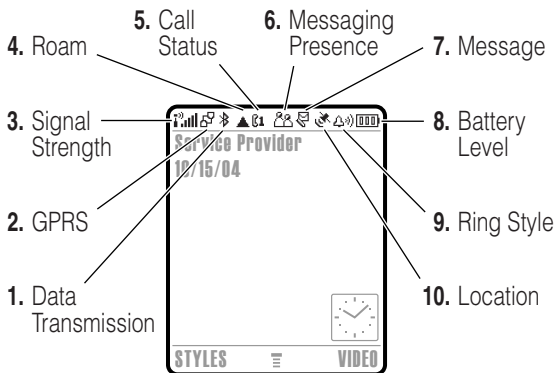 5. Call
Status
6. Messaging
Presence
4. Roam
7. Message
3. Signal
Strength
8. Battery
Level
1
Service Provider
10/15/04
2. GPRS
9. Ring Style
1. Data
Transmission
10. Location
STYLES
VIDEO